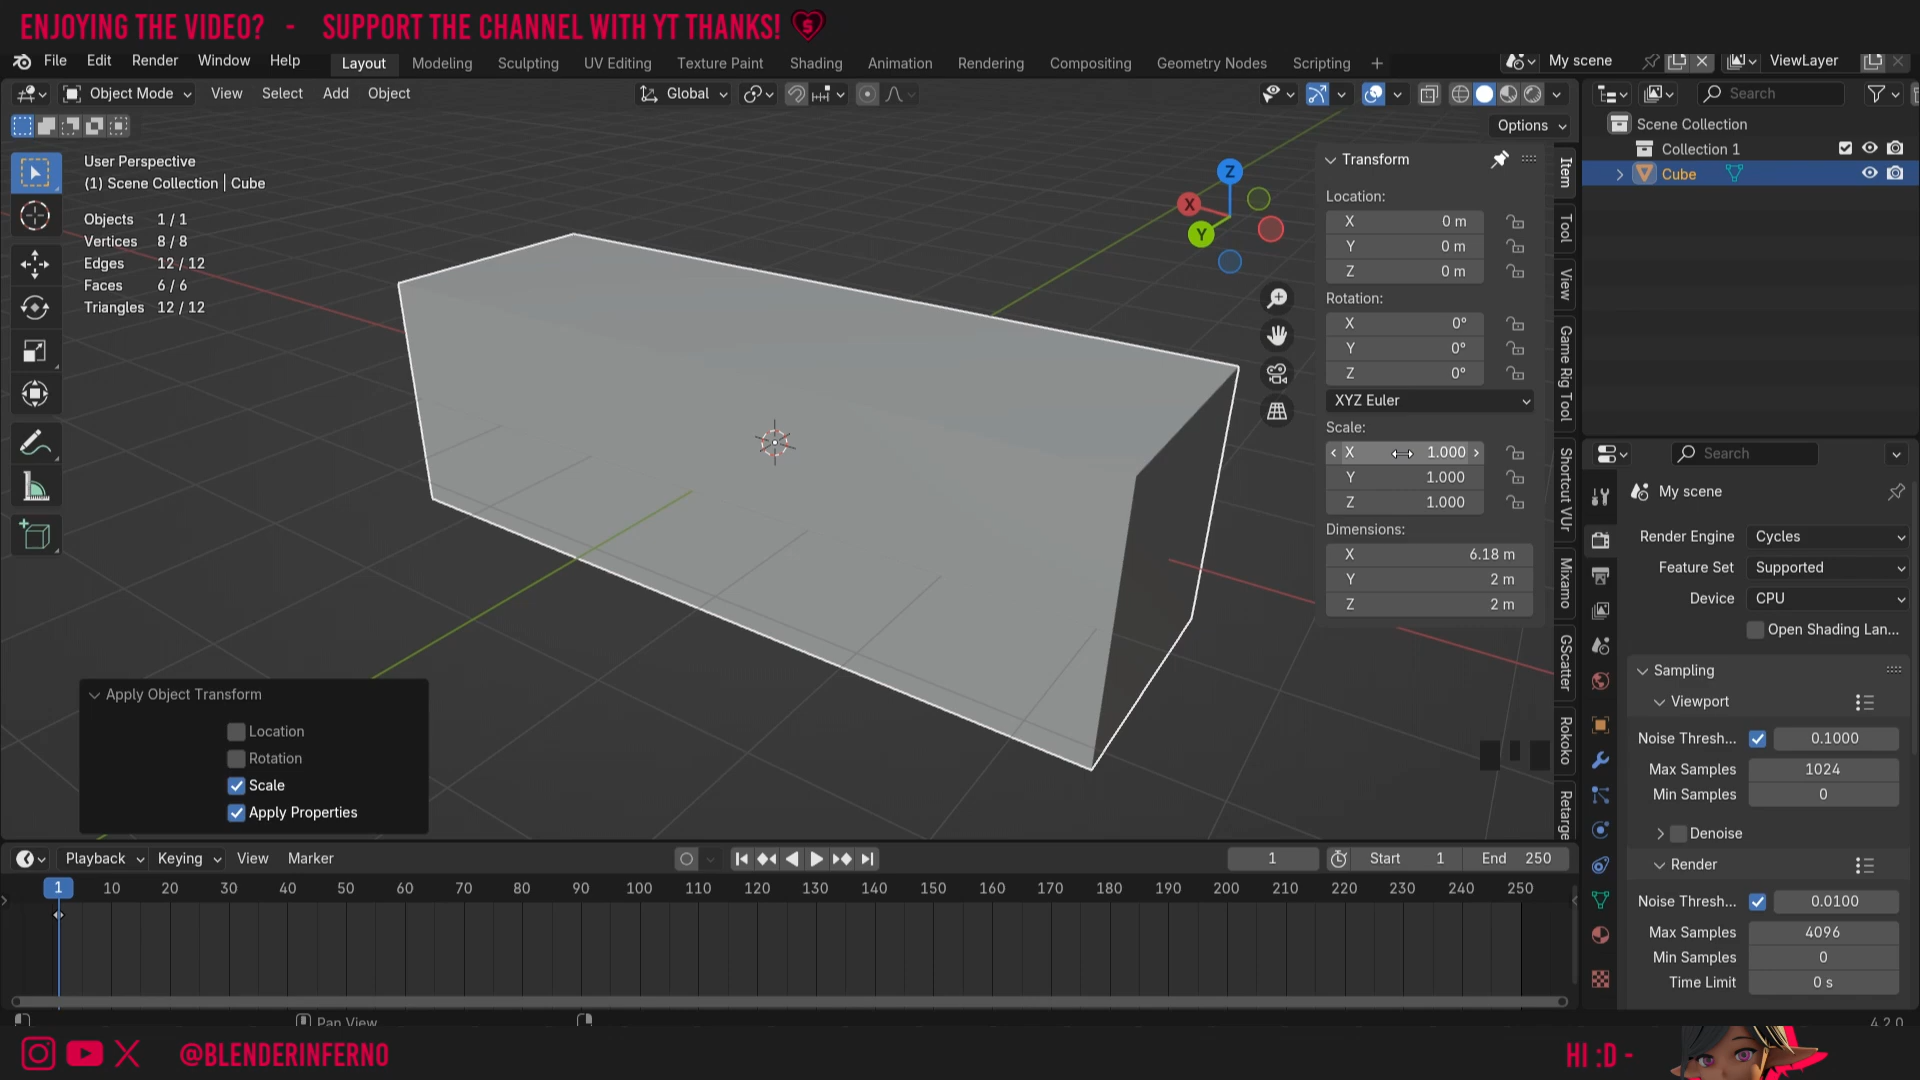 ENJOYING THE VIDEO? - SUPPORT THE CHANNEL WITH YT THANKS!
File Edit Render Window Help Layout Modeling Sculpting UV Editing Texture Paint Shading Animation Rendering Compositing Geometry Nodes Scripting + My scene ViewLayer
Object Mode View Select Add Object Global Search
Options
User Perspective
(1) Scene Collection | Cube
Objects 1 / 1
Vertices 8 / 8
Edges 12 / 12
Faces 6 / 6
Triangles 12 / 12
Z
X
Y
Transform
Location:
X 0 m
Y 0 m
Z 0 m
Rotation:
X 0°
Y 0°
Z 0°
XYZ Euler
Scale:
X 1.000
Y 1.000
Z 1.000
Dimensions:
X 6.18 m
Y 2 m
Z 2 m
Item
Tool
View
Game Rig Tool
Shortcut VUr
Mixamo
GScatter
Rokoko
Retarge
Scene Collection
Collection 1
Cube
Search
My scene
Render Engine Cycles
Feature Set Supported
Device CPU
Open Shading Lan...
Sampling
Viewport
Noise Thresh... 0.1000
Max Samples 1024
Min Samples 0
Denoise
Render
Noise Thresh... 0.0100
Max Samples 4096
Min Samples 0
Time Limit 0 s
Apply Object Transform
Location
Rotation
Scale
Apply Properties
Playback Keying View Marker 1 Start 1 End 250
1 10 20 30 40 50 60 70 80 90 100 110 120 130 140 150 160 170 180 190 200 210 220 230 240 250
Pan View
4.2.0
@BLENDERINFERNO
HI :D -